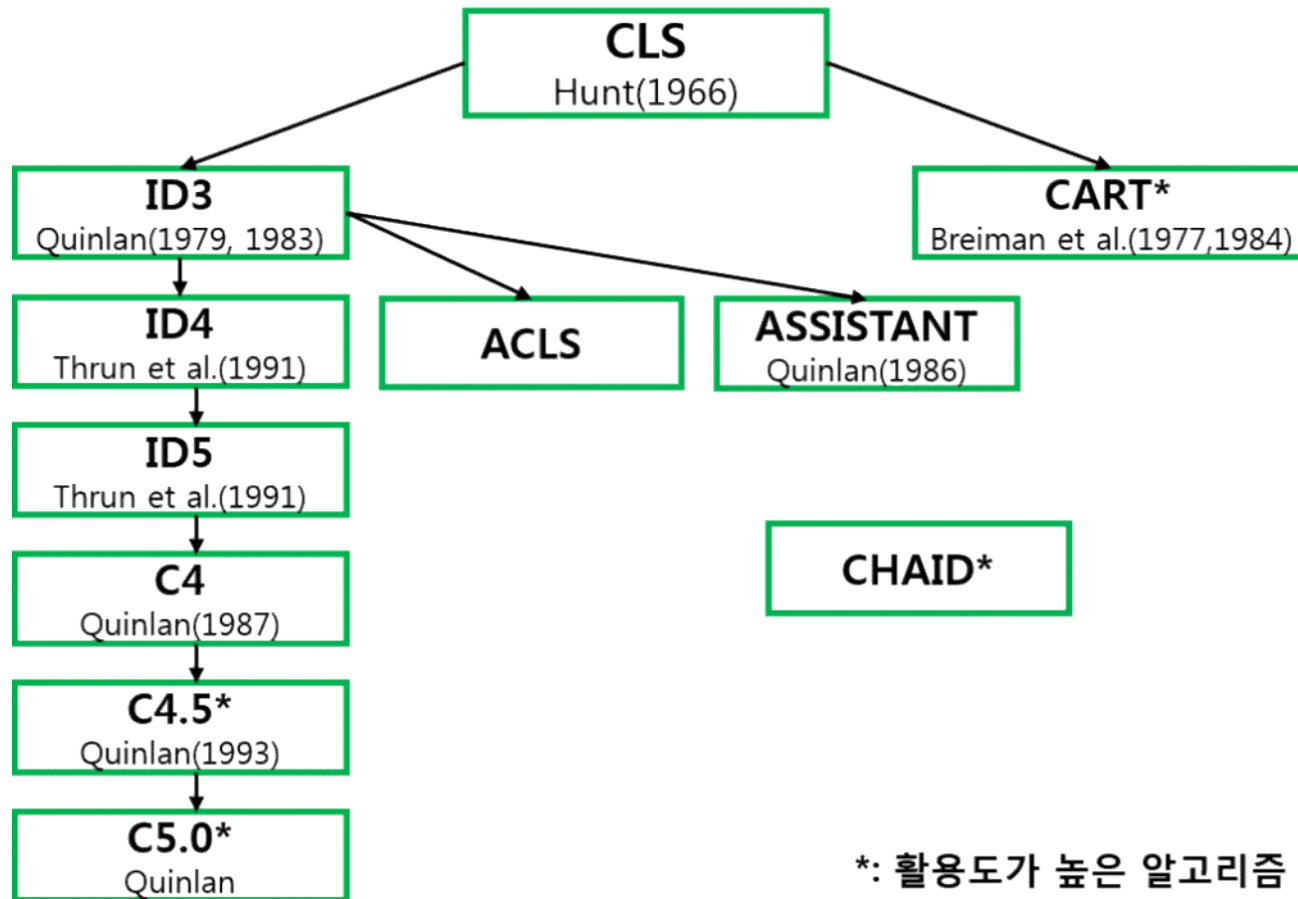 CLS
Hunt(1966)
ID3
Quinlan(1979, 1983)
CART*
Breiman et al.(1977,1984)
ID4
Thrun et al.(1991)
ACLS
ASSISTANT
Quinlan(1986)
ID5
Thrun et al.(1991)
C4
Quinlan(1987)
CHAID*
C4.5*
Quinlan(1993)
C5.0*
Quinlan
*: 활용도가 높은 알고리즘